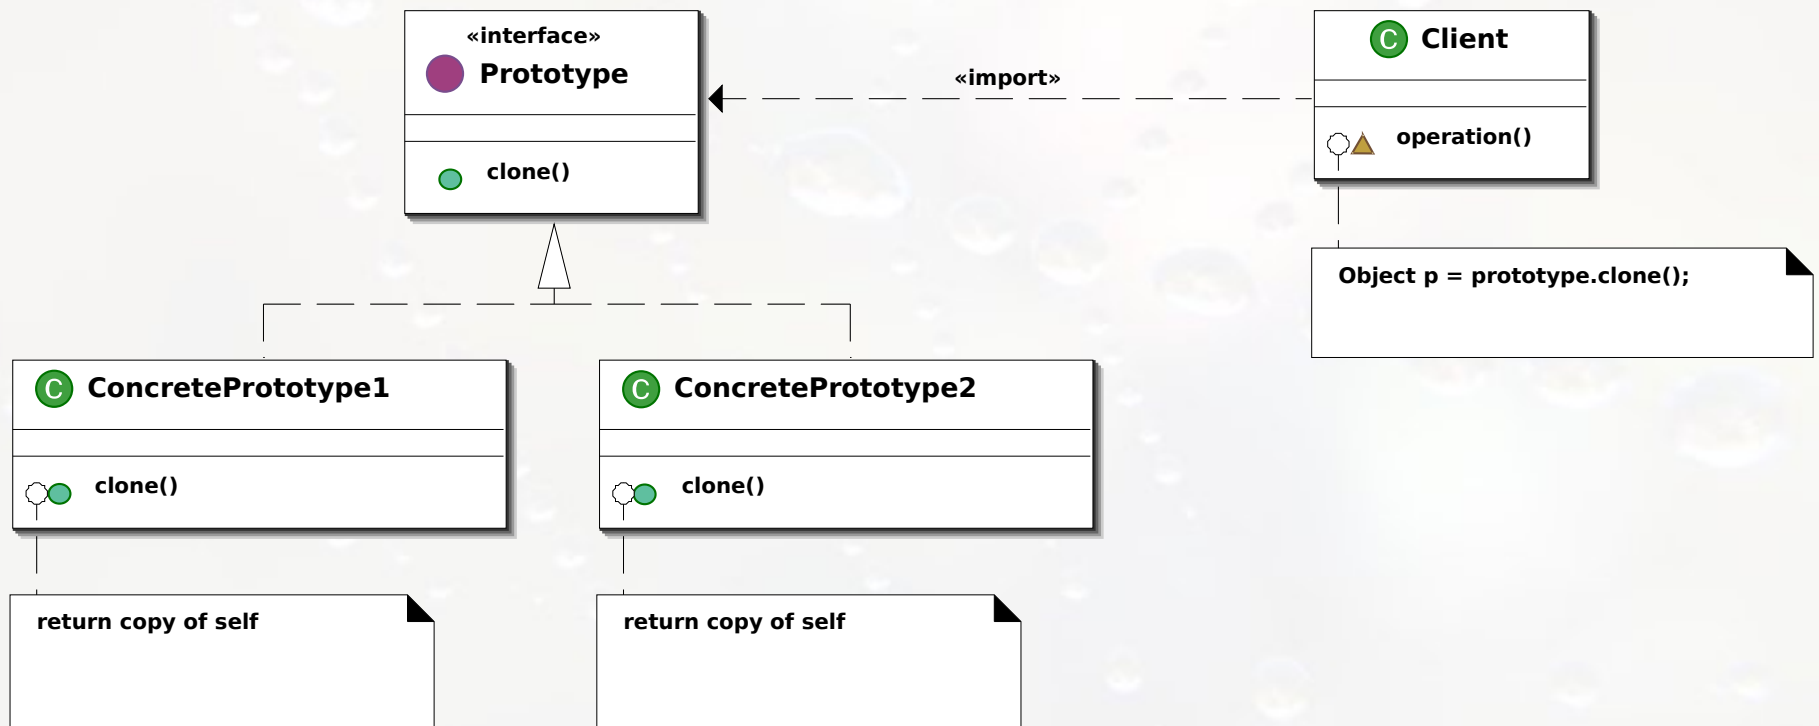 «interface»
Prototype
clone()
«import»
C Client
operation()
Object p = prototype.clone();
C ConcretePrototype1
clone()
return copy of self
C ConcretePrototype2
clone()
return copy of self